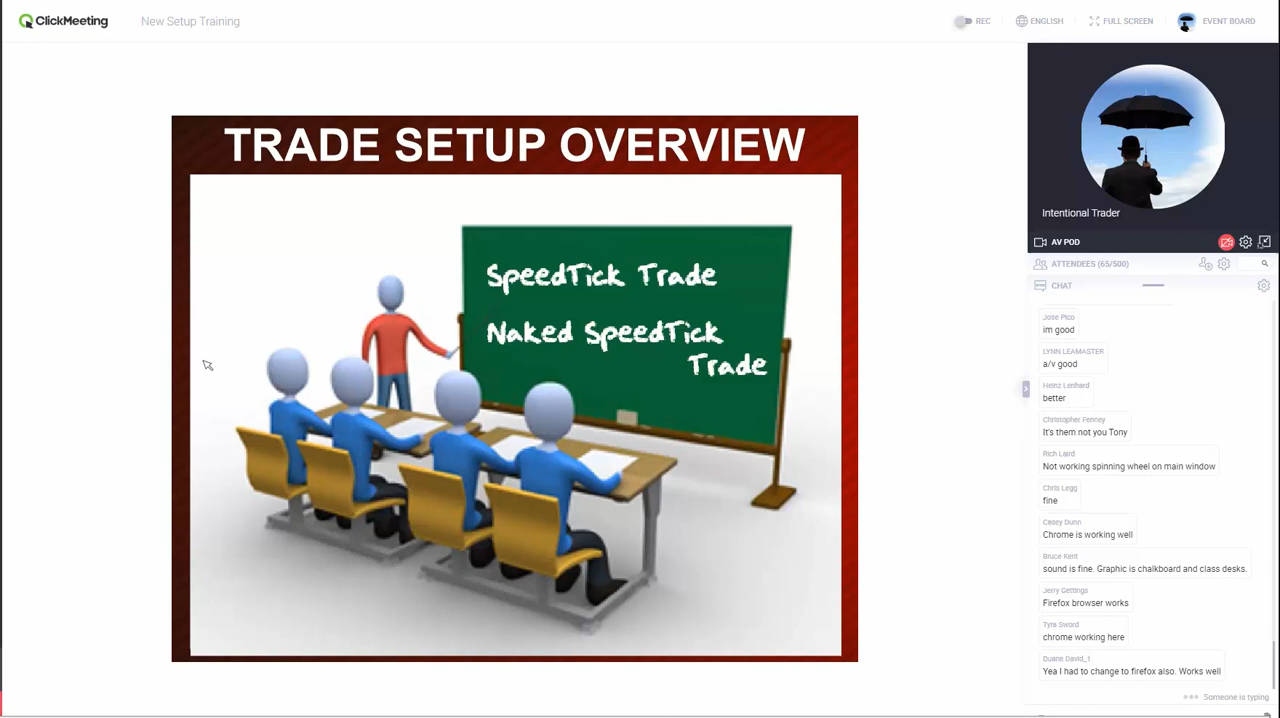 ClickMeeting
New Setup Training
REC
ENGLISH
FULL SCREEN
EVENT BOARD
TRADE SETUP OVERVIEW
SpeedTick Trade
Naked SpeedTick
Trade
Intentional Trader
AV POD
ATTENDEES (65/500)
CHAT
Jose Pico
im good
LYNN LEAMASTER
a/v good
Heinz Lenhard
better
Christopher Fenney
It's them not you Tony
Rich Laird
Not working spinning wheel on main window
Chris Legg
fine
Casey Dunn
Chrome is working well
Bruce Kent
sound is fine. Graphic is chalkboard and class desks.
Jerry Gettings
Firefox browser works
Tyra Sword
chrome working here
Duane David_1
Yea I had to change to firefox also. Works well
Someone is typing